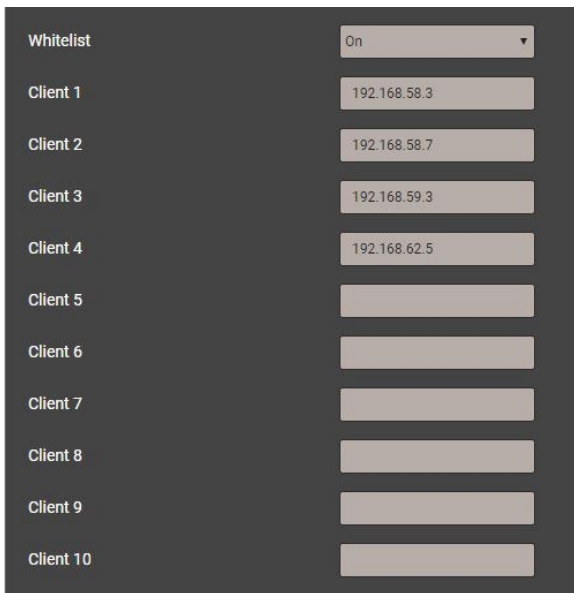 Whitelist On
Client 1 192.168.58.3
Client 2 192.168.58.7
Client 3 192.168.59.3
Client 4 192.168.62.5
Client 5
Client 6
Client 7
Client 8
Client 9
Client 10